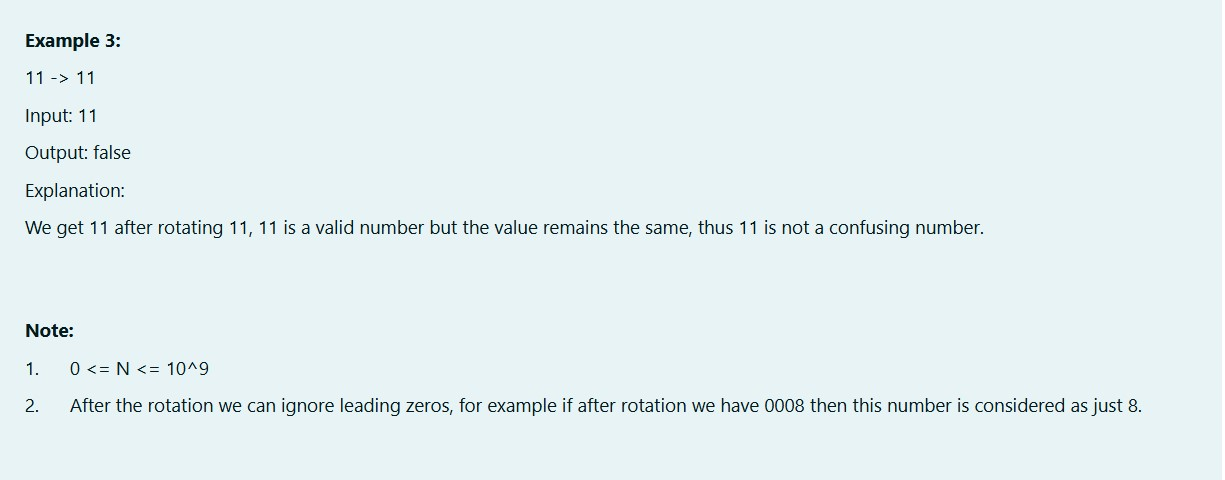 Example 3:
11 -> 11
Input: 11
Output: false
Explanation:
We get 11 after rotating 11, 11 is a valid number but the value remains the same, thus 11 is not a confusing number.
Note:
1. 0 <= N <= 10^9
2. After the rotation we can ignore leading zeros, for example if after rotation we have 0008 then this number is considered as just 8.